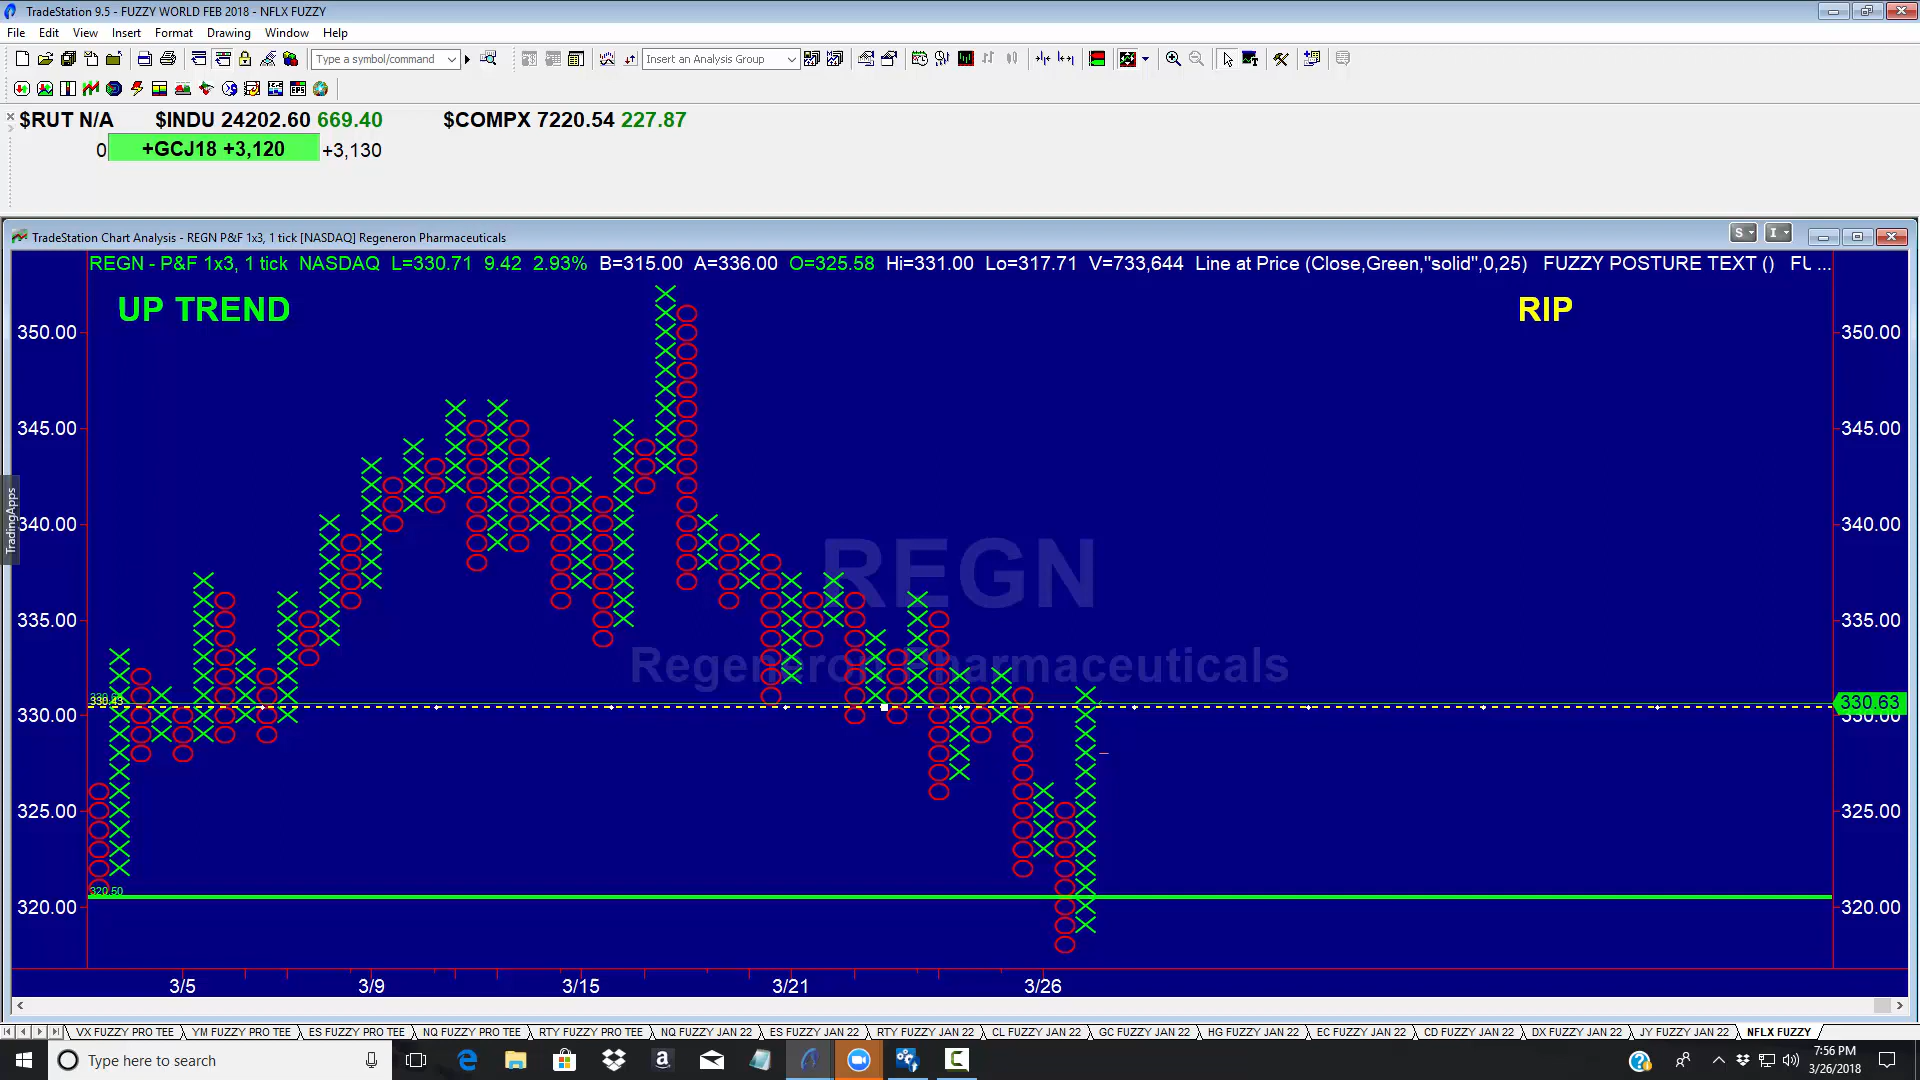 TradeStation 9.5 - FUZZY WORLD FEB 2018 - NFLX FUZZY
File Edit View Insert Format Drawing Window Help
Type a symbol/command Insert an Analysis Group
$RUT N/A $INDU 24202.60 669.40 $COMPX 7220.54 227.87
0 +GCJ18 +3,120 +3,130
TradeStation Chart Analysis - REGN P&F 1x3, 1 tick [NASDAQ] Regeneron Pharmaceuticals
S I
REGN - P&F 1x3, 1 tick NASDAQ L=330.71 9.42 2.93% B=315.00 A=336.00 O=325.58 Hi=331.00 Lo=317.71 V=733,644 Line at Price (Close,Green,"solid",0,25) FUZZY POSTURE TEXT () FU ...
UP TREND RIP
350.00 350.00
345.00 345.00
TradingApps
340.00 340.00
REGN
335.00 335.00
Regeneron Pharmaceuticals
330.43
330.63
330.00 330.00
325.00 325.00
320.50
320.00 320.00
3/5 3/9 3/15 3/21 3/26
VX FUZZY PRO TEE YM FUZZY PRO TEE ES FUZZY PRO TEE NQ FUZZY PRO TEE RTY FUZZY PRO TEE NQ FUZZY JAN 22 ES FUZZY JAN 22 RTY FUZZY JAN 22 CL FUZZY JAN 22 GC FUZZY JAN 22 HG FUZZY JAN 22 EC FUZZY JAN 22 CD FUZZY JAN 22 DX FUZZY JAN 22 JY FUZZY JAN 22 NFLX FUZZY
Type here to search
7:56 PM
3/26/2018